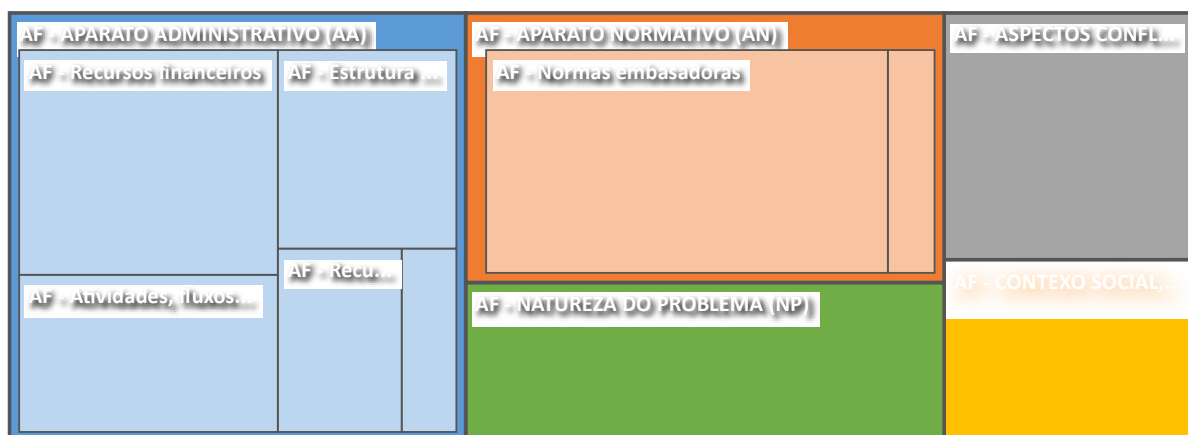 AF - APARATO ADMINISTRATIVO (AA)
AF - Recursos financeiros
AF - Estrutura ...
AF - Atividades, fluxos...
AF - Recu...
AF - APARATO NORMATIVO (AN)
AF - Normas embasadoras
AF - NATUREZA DO PROBLEMA (NP)
AF - ASPECTOS CONFL...
AF - CONTEXO SOCIAL,...